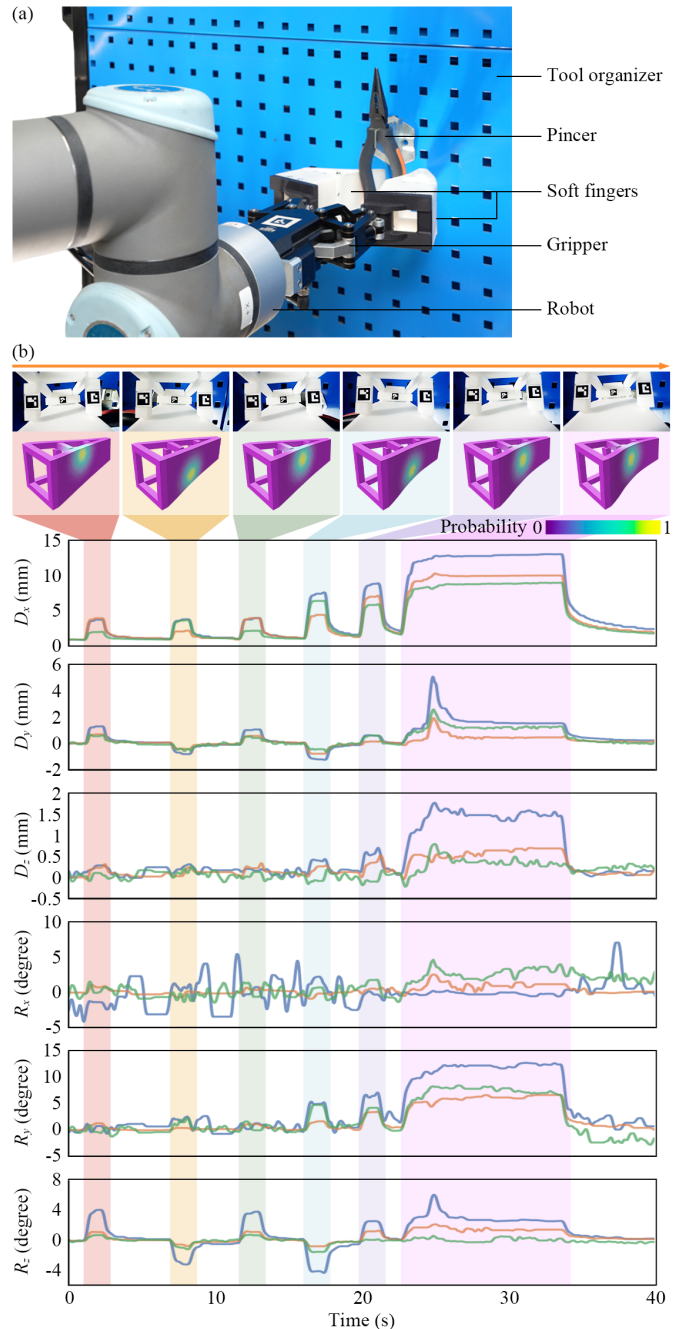 (a)
Tool organizer
Pincer
Soft fingers
Gripper
Robot
(b)
Probability 0 1
15
10
5
0
Dx (mm)
6
4
2
0
-2
Dy (mm)
2
1.5
1
0.5
0
-0.5
Dz (mm)
10
5
0
-5
Rx (degree)
15
10
5
0
-5
Ry (degree)
8
4
0
-4
Rz (degree)
0 10 20 30 40
Time (s)